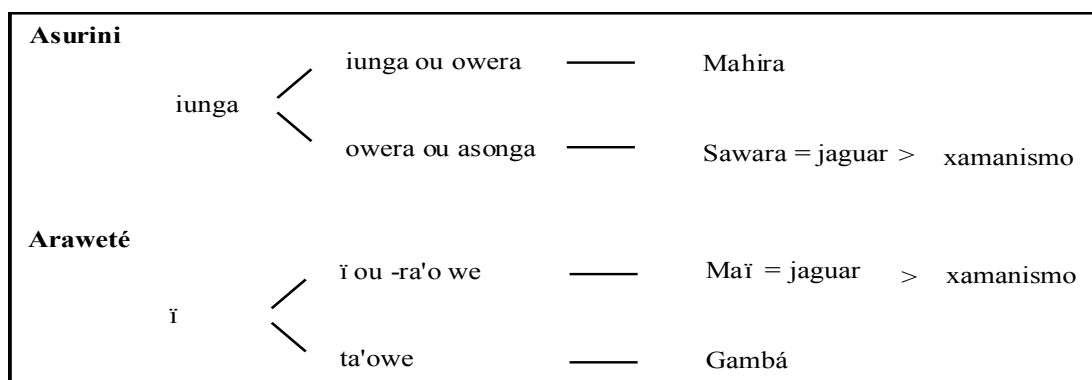 Asurini
iunga ou owera Mahira
iunga
owera ou asonga Sawara = jaguar > xamanismo
Araweté
ï ou -ra'o we Maï = jaguar > xamanismo
ï
ta'owe Gambá